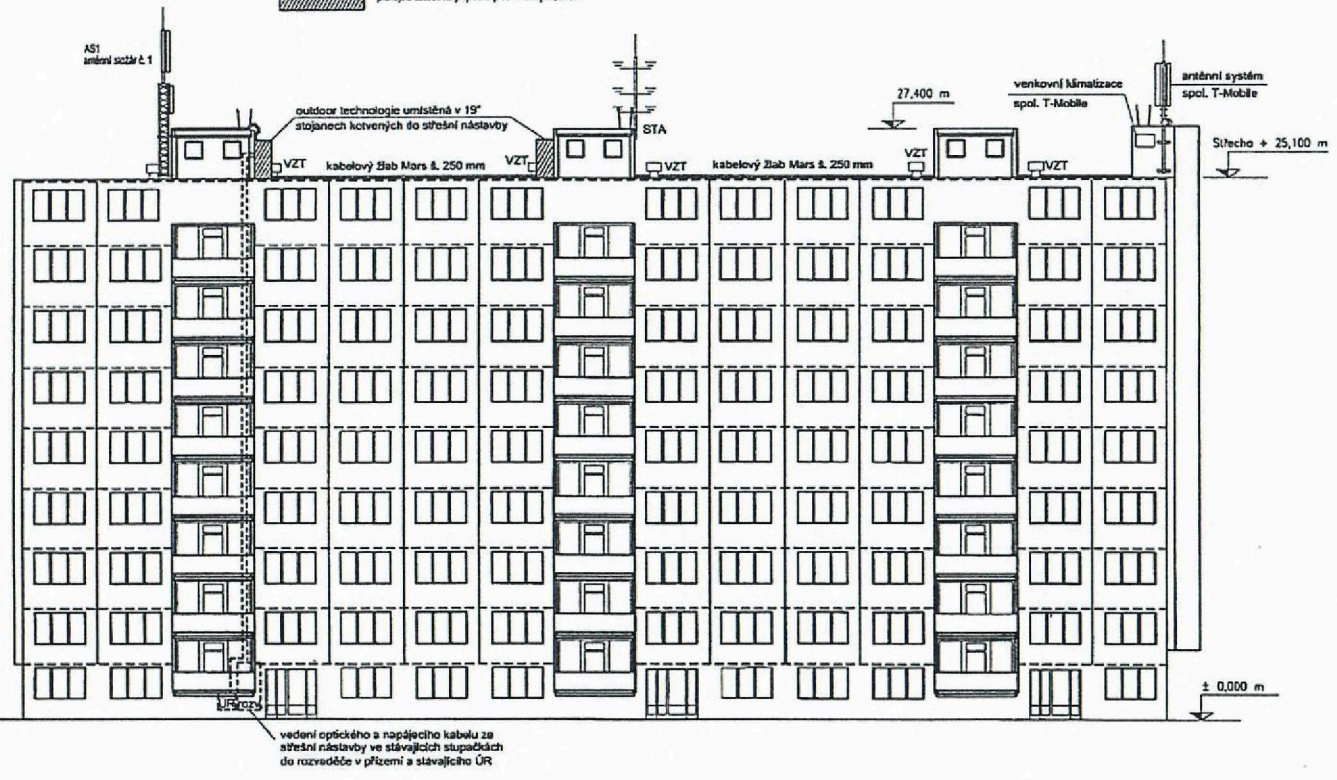 AS1
anténní stožár č. 1
outdoor technologie umístěná v 19"
stojanech kotvených do střešní nástavby
STA
27,400 m
venkovní klimatizace
spol. T-Mobile
anténní systém
spol. T-Mobile
Střecha + 25,100 m
VZT
kabelový žlab Mars š. 250 mm
VZT
VZT
kabelový žlab Mars š. 250 mm
VZT
VZT
± 0,000 m
ÚR rozv.
vedení optického a napájecího kabelu ze
střešní nástavby ve stávajících stupačkách
do rozvaděče v přízemí a stávajícího ÚR